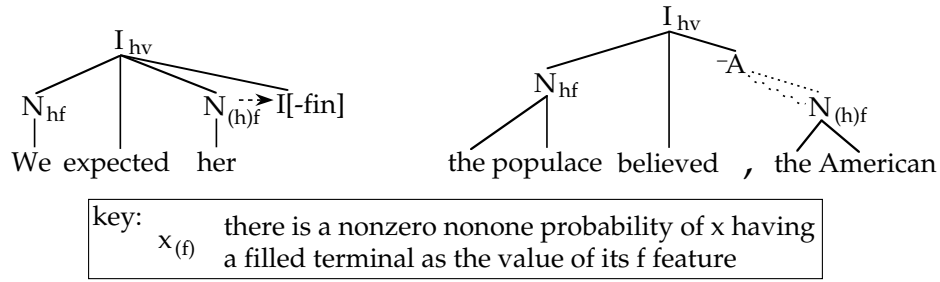 I hv
I hv
¬A
N hf
N (h)f
I[-fin]
N hf
N (h)f
We expected her
the populace believed , the American
key:
x (f) there is a nonzero nonone probability of x having
a filled terminal as the value of its f feature